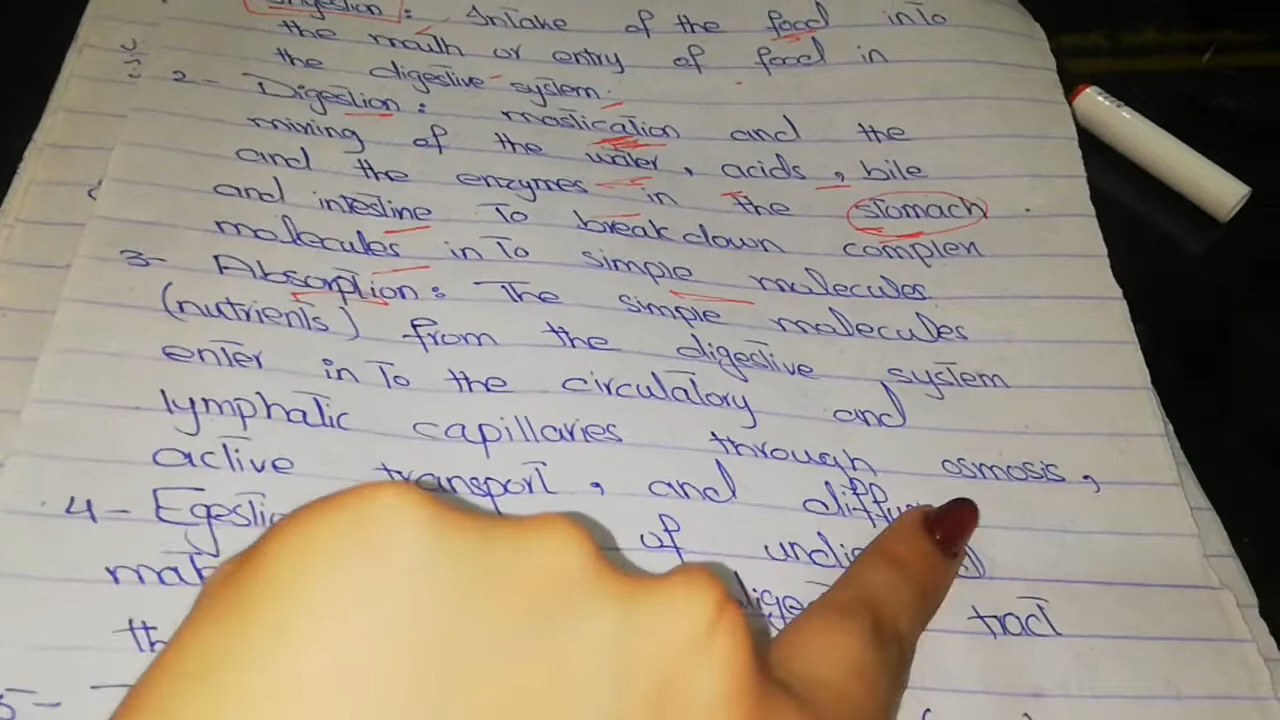 Ingestion: Intake of the food into
the mouth or entry of food in
the digestive system.
2- Digestion: mastication and the
mixing of the water, acids, bile
and the enzymes in the stomach
and intestine to break down complex
molecules in to simple molecules.
3- Absorption: The simple molecules
(nutrients) from the digestive system
enter in to the circulatory and
lymphatic capillaries through osmosis,
active transport, and
4- of
tract
5-